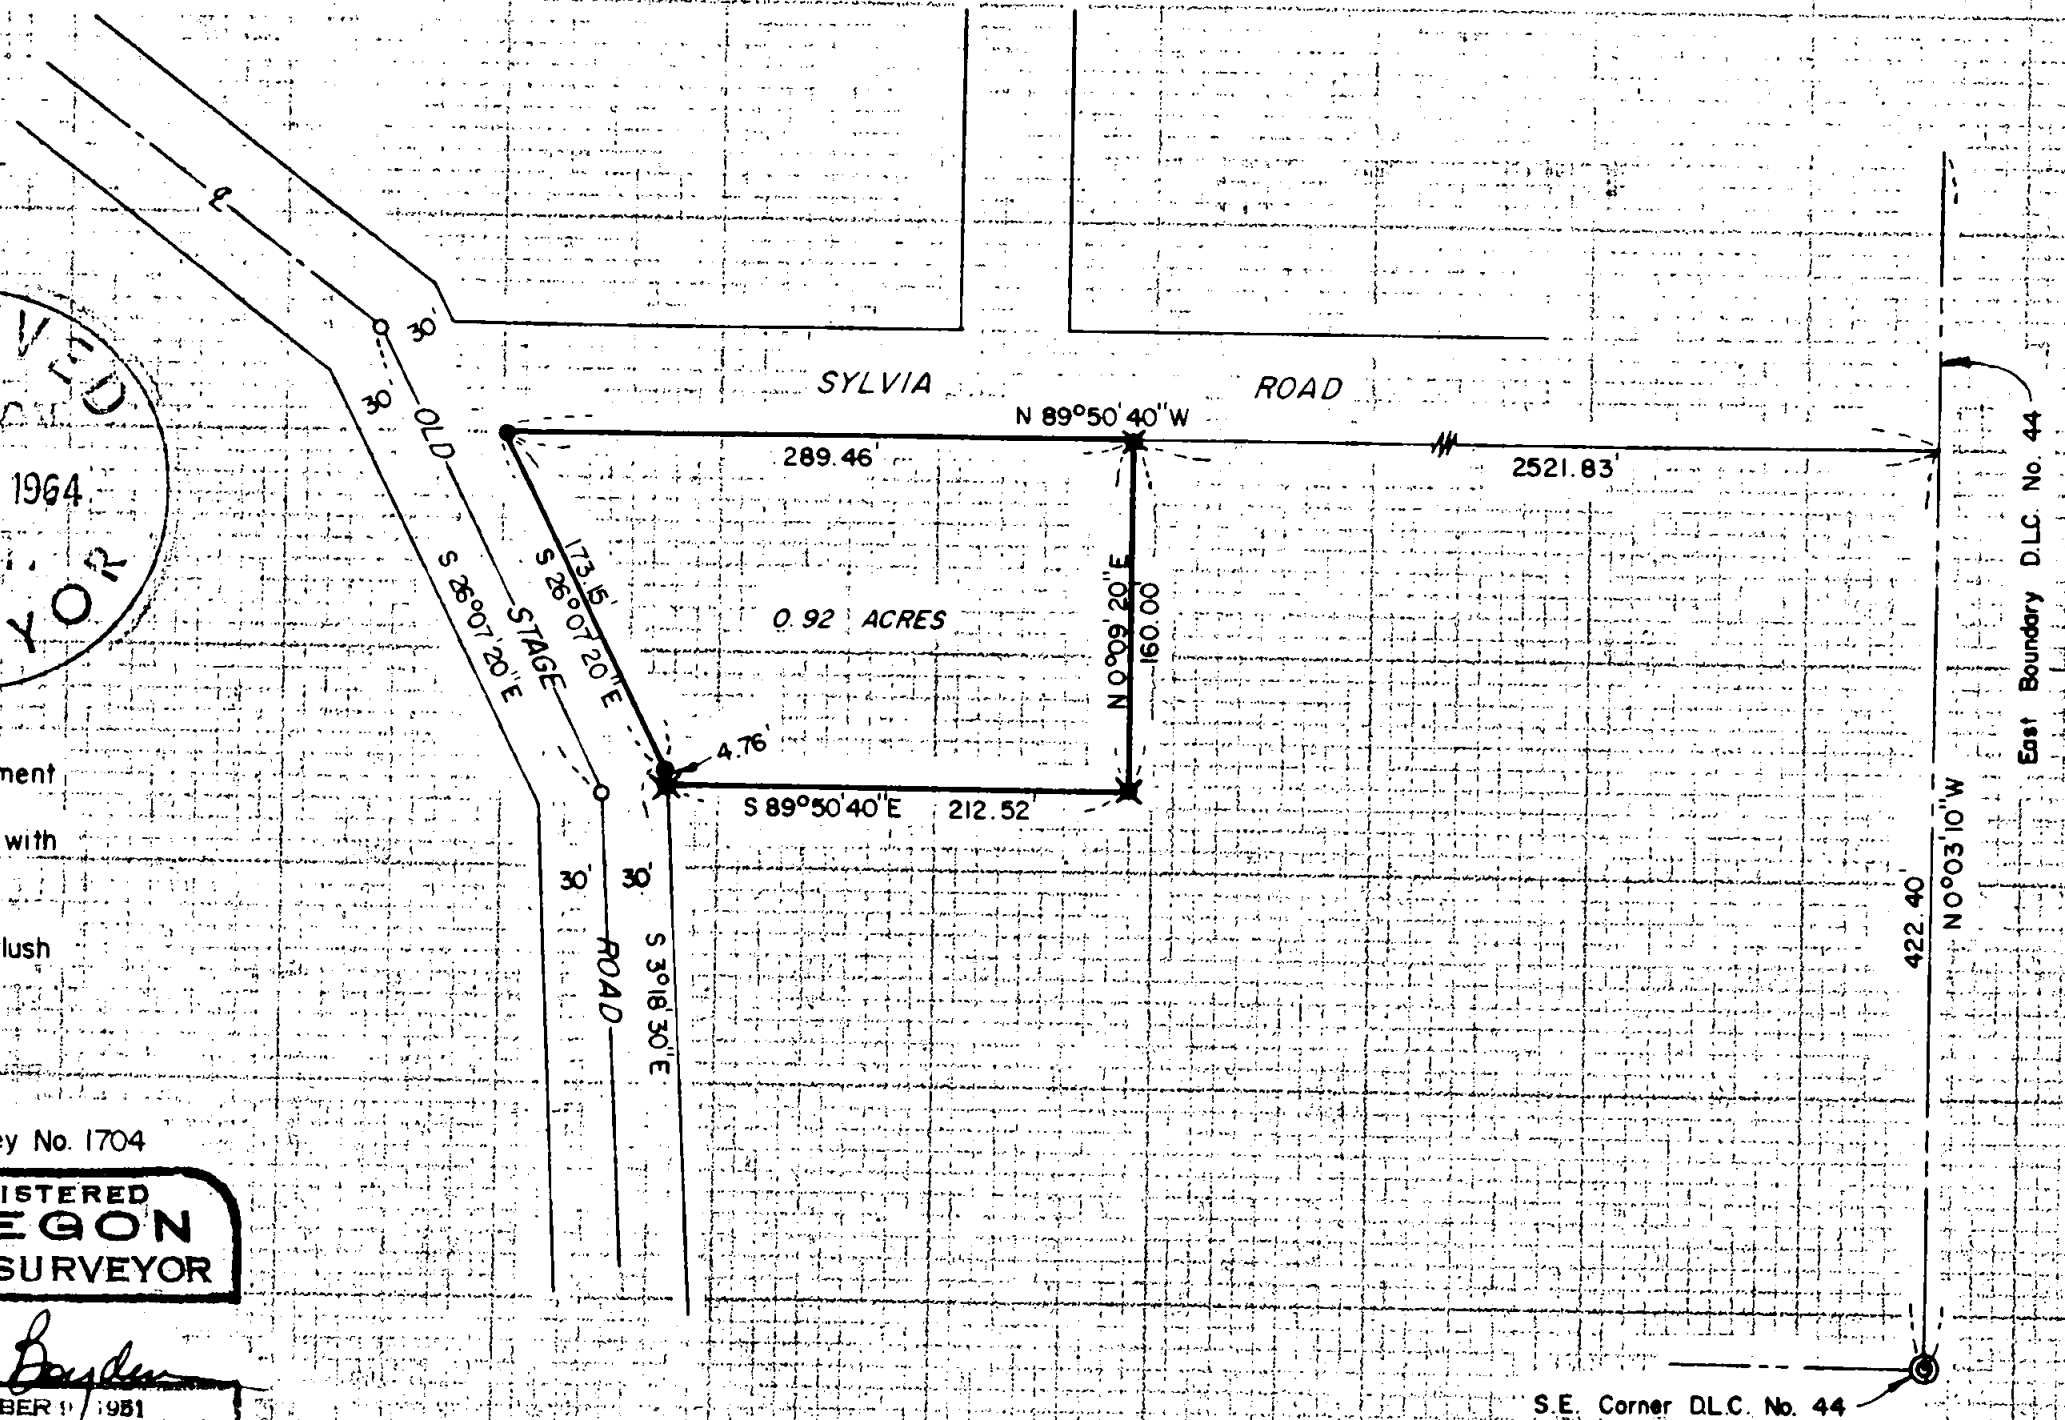 30'
30'
OLD
STAGE
ROAD
SYLVIA ROAD
N 89°50'40"W
289.46'
2521.83'
East Boundary D.L.C. No. 44
1964
YOR
S 26°07'20"E
173.15'
S 26°07'20"E
0.92 ACRES
N 0°09'20"E
160.00'
4.76'
S 89°50'40"E 212.52'
30' 30'
S 3°18'30"E
422.40'
N 0°03'10"W
ment
with
lush
ey No. 1704
ISTERED
EGON
SURVEYOR
Boyden
BER 1951
S.E. Corner D.L.C. No. 44